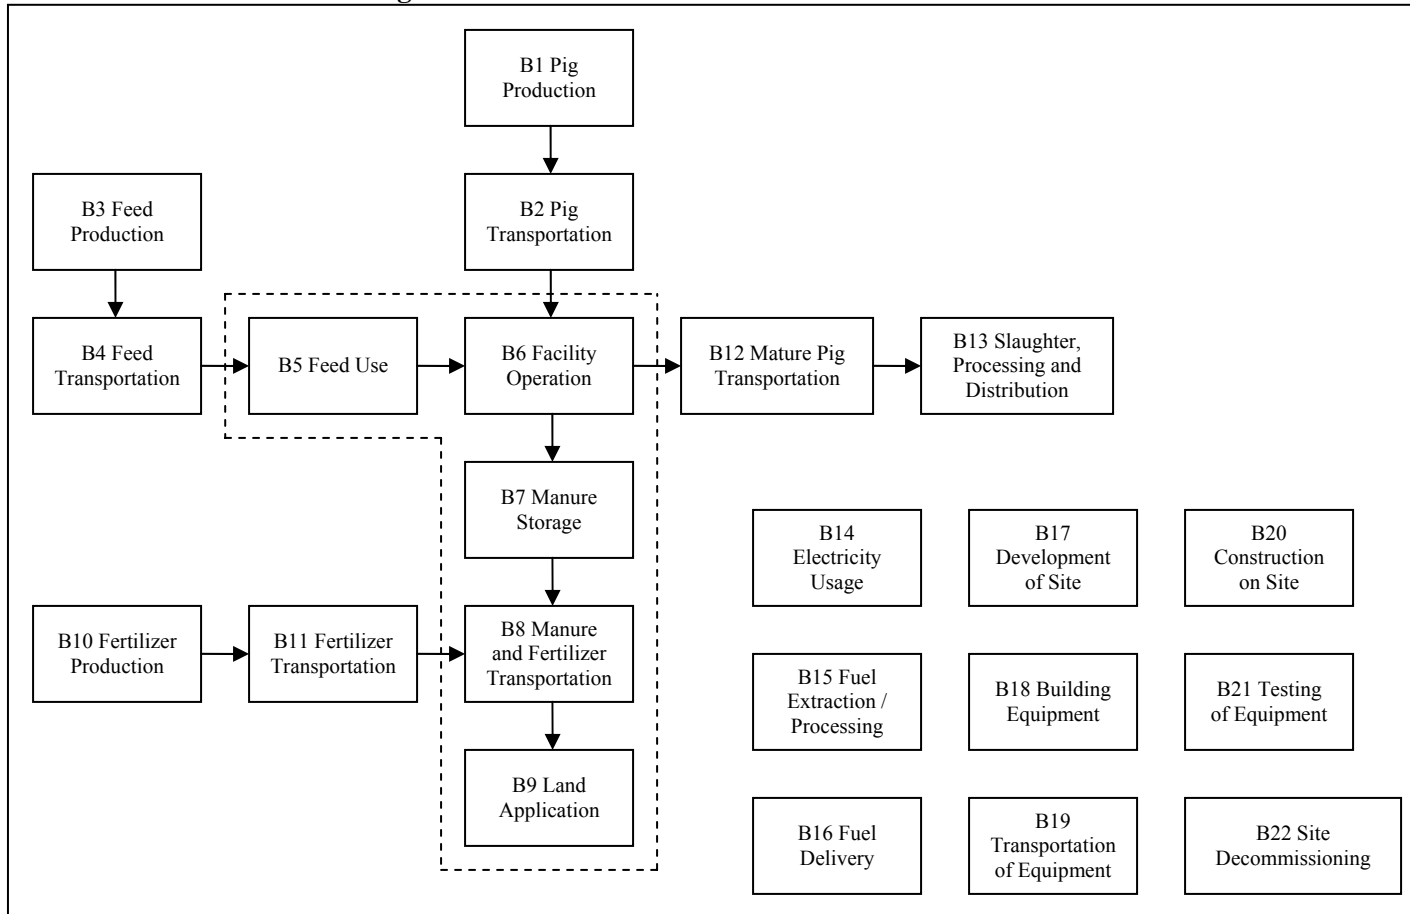 B1 Pig
Production
B3 Feed
Production
B2 Pig
Transportation
B4 Feed
Transportation
B5 Feed Use
B6 Facility
Operation
B12 Mature Pig
Transportation
B13 Slaughter,
Processing and
Distribution
B7 Manure
Storage
B14
Electricity
Usage
B17
Development
of Site
B20
Construction
on Site
B10 Fertilizer
Production
B11 Fertilizer
Transportation
B8 Manure
and Fertilizer
Transportation
B15 Fuel
Extraction /
Processing
B18 Building
Equipment
B21 Testing
of Equipment
B9 Land
Application
B16 Fuel
Delivery
B19
Transportation
of Equipment
B22 Site
Decommissioning